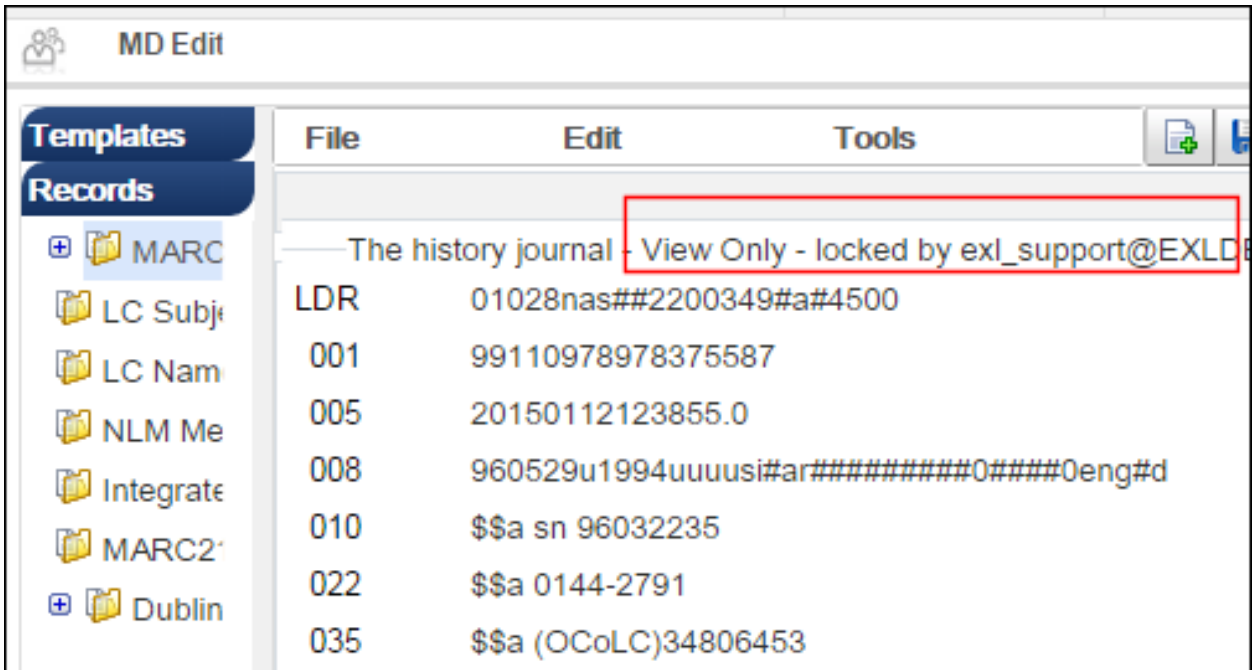 MD Edit
Templates
File Edit Tools
Records
The history journal - View Only - locked by exl_support@EXLDE
MARC
LDR 01028nas##2200349#a#4500
LC Subje
001 99110978978375587
LC Nam
005 20150112123855.0
NLM Me
008 960529u1994uuuusi#ar#########0####0eng#d
Integrate
010 $$a sn 96032235
MARC21
022 $$a 0144-2791
Dublin
035 $$a (OCoLC)34806453